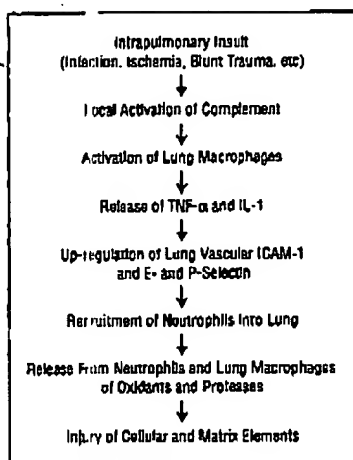 Intrapulmonary Insult
(Infection, Ischemia, Blunt Trauma, etc)
Local Activation of Complement
Activation of Lung Macrophages
Release of TNF-α and IL-1
Up-regulation of Lung Vascular ICAM-1
and E- and P-Selectin
Recruitment of Neutrophils Into Lung
Release From Neutrophils and Lung Macrophages
of Oxidants and Proteases
Injury of Cellular and Matrix Elements